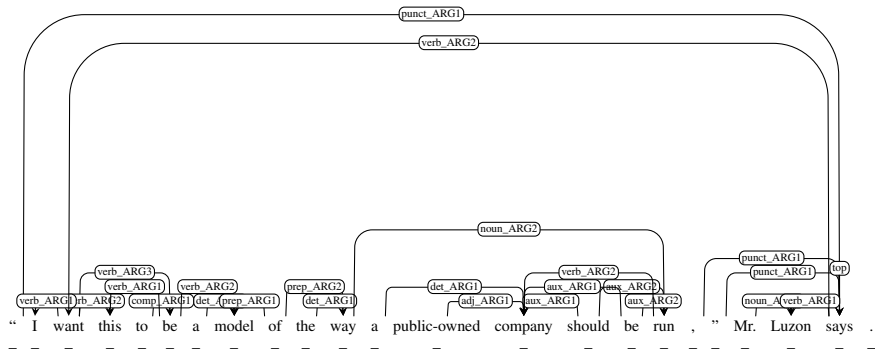 punct_ARG1
verb_ARG2
noun_ARG2
punct_ARG1
verb_ARG3 verb_ARG2 top
punct_ARG1
verb_ARG1 verb_ARG2 prep_ARG2 det_ARG1 aux_ARG1 aux_ARG2
verb_ARG1 comp_ARG1 prep_ARG1 det_ARG1 adj_ARG1 aux_ARG1 aux_ARG2 verb_ARG1
“ I want this to be a model of the way a public-owned company should be run , ” Mr. Luzon says .
_ _ _ _ _ _ _ _ _ _ _ _ _ _ _ _ _ _ _ _ _ _ _